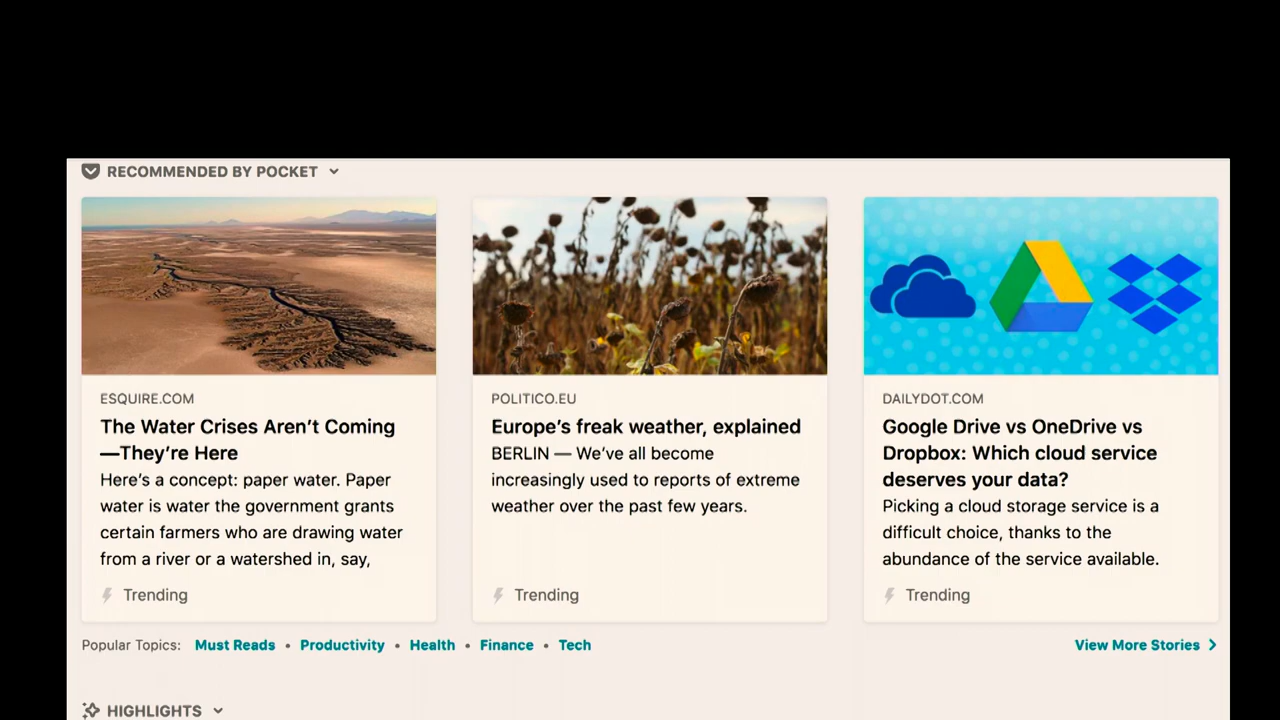 RECOMMENDED BY POCKET
ESQUIRE.COM
The Water Crises Aren’t Coming
—They’re Here
Here’s a concept: paper water. Paper
water is water the government grants
certain farmers who are drawing water
from a river or a watershed in, say,
Trending
POLITICO.EU
Europe’s freak weather, explained
BERLIN — We’ve all become
increasingly used to reports of extreme
weather over the past few years.
Trending
DAILYDOT.COM
Google Drive vs OneDrive vs
Dropbox: Which cloud service
deserves your data?
Picking a cloud storage service is a
difficult choice, thanks to the
abundance of the service available.
Trending
Popular Topics: Must Reads • Productivity • Health • Finance • Tech
View More Stories
HIGHLIGHTS